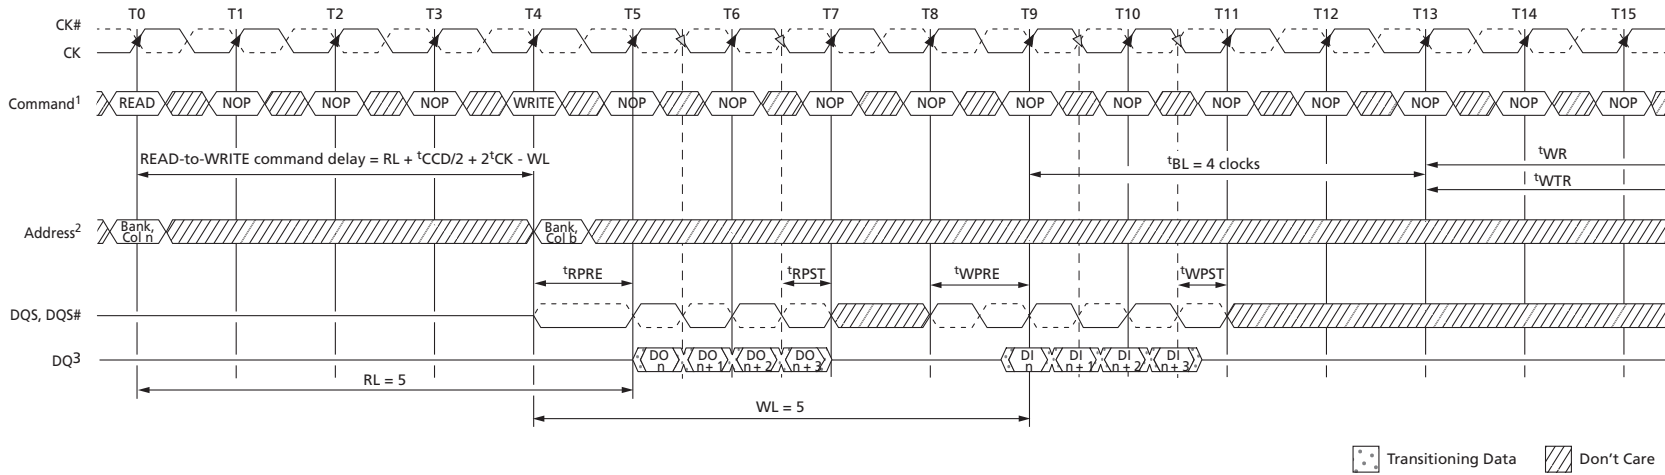 T0 T1 T2 T3 T4 T5 T6 T7 T8 T9 T10 T11 T12 T13 T14 T15
CK#
CK
Command1 READ NOP NOP NOP WRITE NOP NOP NOP NOP NOP NOP NOP NOP NOP NOP NOP
READ-to-WRITE command delay = RL + tCCD/2 + 2tCK - WL
tBL = 4 clocks
tWR
tWTR
Address2 Bank, Col n Bank, Col b
tRPRE tRPST tWPRE tWPST
DQS, DQS#
DQ3 DO n DO n + 1 DO n + 2 DO n + 3 DI n DI n + 1 DI n + 2 DI n + 3
RL = 5
WL = 5
Transitioning Data Don't Care